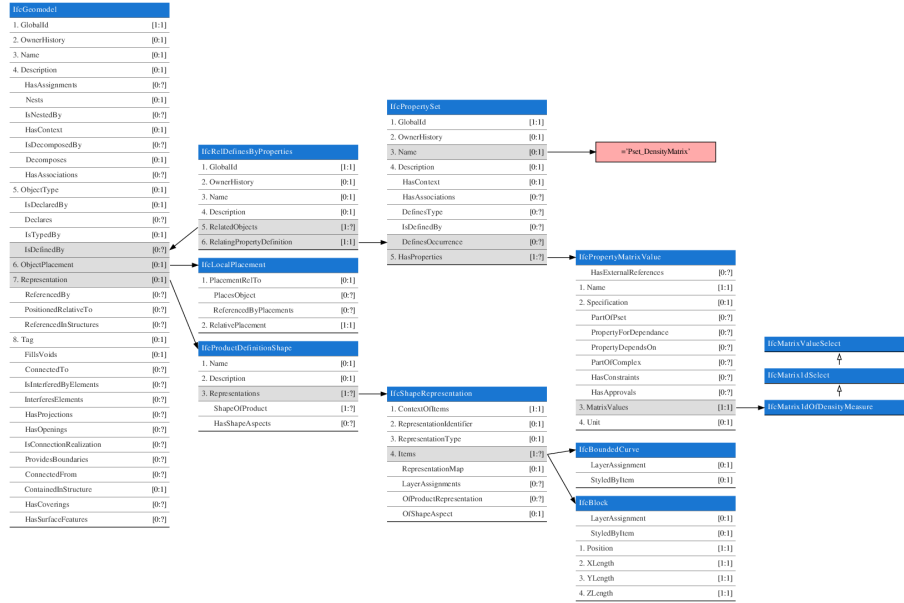 IfcGeomodel
1. GlobalId [1:1]
2. OwnerHistory [0:1]
3. Name [0:1]
4. Description [0:1]
HasAssignments [0:?]
Nests [0:1]
IsNestedBy [0:?]
HasContext [0:1]
IsDecomposedBy [0:?]
Decomposes [0:1]
HasAssociations [0:?]
5. ObjectType [0:1]
IsDeclaredBy [0:1]
Declares [0:?]
IsTypedBy [0:1]
IsDefinedBy [0:?]
6. ObjectPlacement [0:1]
7. Representation [0:1]
ReferencedBy [0:?]
PositionedRelativeTo [0:?]
ReferencedInStructures [0:?]
8. Tag [0:1]
FillsVoids [0:1]
ConnectedTo [0:?]
IsInterferedByElements [0:?]
InterferesElements [0:?]
HasProjections [0:?]
HasOpenings [0:?]
IsConnectionRealization [0:?]
ProvidesBoundaries [0:?]
ConnectedFrom [0:?]
ContainedInStructure [0:1]
HasCoverings [0:?]
HasSurfaceFeatures [0:?]
IfcRelDefinesByProperties
1. GlobalId [1:1]
2. OwnerHistory [0:1]
3. Name [0:1]
4. Description [0:1]
5. RelatedObjects [1:?]
6. RelatingPropertyDefinition [1:1]
IfcLocalPlacement
1. PlacementRelTo [0:1]
PlacesObject [0:?]
ReferencedByPlacements [0:?]
2. RelativePlacement [1:1]
IfcProductDefinitionShape
1. Name [0:1]
2. Description [0:1]
3. Representations [1:?]
ShapeOfProduct [1:?]
HasShapeAspects [0:?]
IfcPropertySet
1. GlobalId [1:1]
2. OwnerHistory [0:1]
3. Name [0:1]
4. Description [0:1]
HasContext [0:1]
HasAssociations [0:?]
DefinesType [0:?]
IsDefinedBy [0:?]
DefinesOccurrence [0:?]
5. HasProperties [1:?]
='Pset_DensityMatrix'
IfcShapeRepresentation
1. ContextOfItems [1:1]
2. RepresentationIdentifier [0:1]
3. RepresentationType [0:1]
4. Items [1:?]
RepresentationMap [0:1]
LayerAssignments [0:?]
OfProductRepresentation [0:?]
OfShapeAspect [0:1]
IfcPropertyMatrixValue
HasExternalReferences [0:?]
1. Name [1:1]
2. Specification [0:1]
PartOfPset [0:?]
PropertyForDependance [0:?]
PropertyDependsOn [0:?]
PartOfComplex [0:?]
HasConstraints [0:?]
HasApprovals [0:?]
3. MatrixValues [1:1]
4. Unit [0:1]
IfcBoundedCurve
LayerAssignment [0:1]
StyledByItem [0:1]
IfcBlock
LayerAssignment [0:1]
StyledByItem [0:1]
1. Position [1:1]
2. XLength [1:1]
3. YLength [1:1]
4. ZLength [1:1]
IfcMatrixValueSelect
IfcMatrix1dSelect
IfcMatrix1dOfDensityMeasure